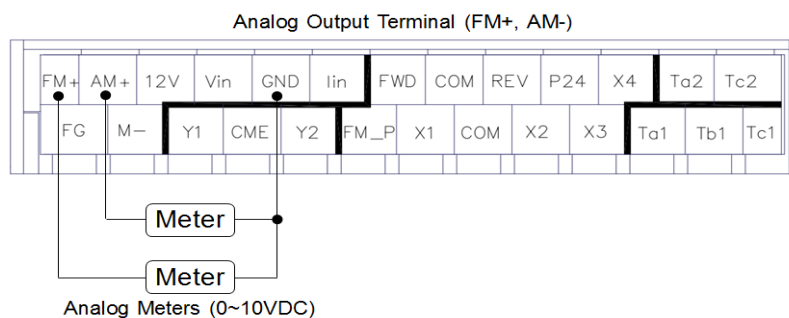 Analog Output Terminal (FM+, AM-)
FM+ AM+ 12V Vin GND Iin FWD COM REV P24 X4 Ta2 Tc2
FG M- Y1 CME Y2 FM_P X1 COM X2 X3 Ta1 Tb1 Tc1
Meter
Meter
Analog Meters (0~10VDC)